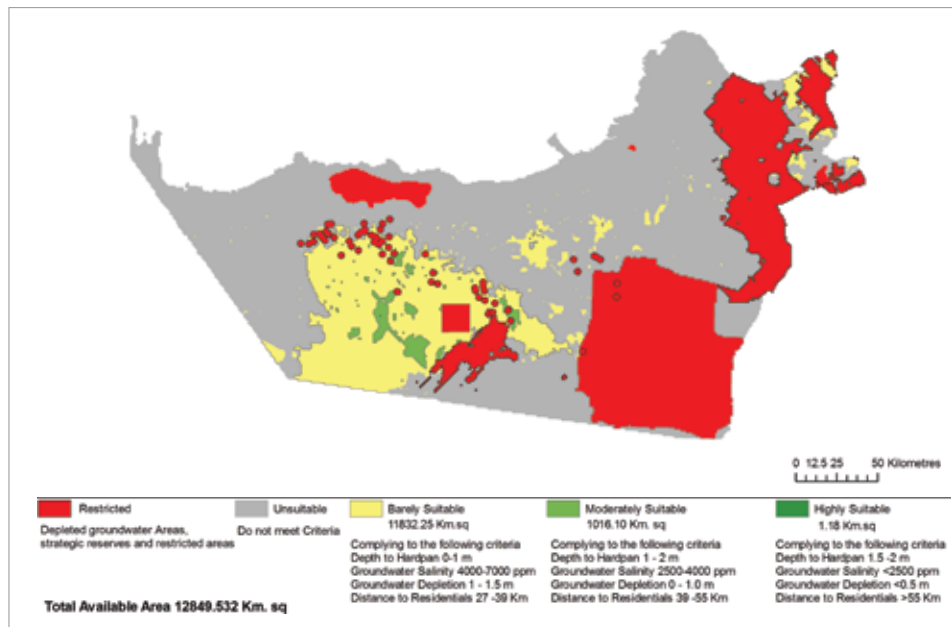 0 12.5 25 50 Kilometres
Restricted
Depleted groundwater Areas,
strategic reserves and restricted areas
Unsuitable
Do not meet Criteria
Barely Suitable
11832.25 Km.sq
Complying to the following criteria
Depth to Hardpan 0-1 m
Groundwater Salinity 4000-7000 ppm
Groundwater Depletion 1 - 1.5 m
Distance to Residentials 27 -39 Km
Moderately Suitable
1016.10 Km. sq
Complying to the following criteria
Depth to Hardpan 1 - 2 m
Groundwater Salinity 2500-4000 ppm
Groundwater Depletion 0 - 1.0 m
Distance to Residentials 39 -55 Km
Highly Suitable
1.18 Km.sq
Complying to the following criteria
Depth to Hardpan 1.5 -2 m
Groundwater Salinity <2500 ppm
Groundwater Depletion <0.5 m
Distance to Residentials >55 Km
Total Available Area 12849.532 Km. sq